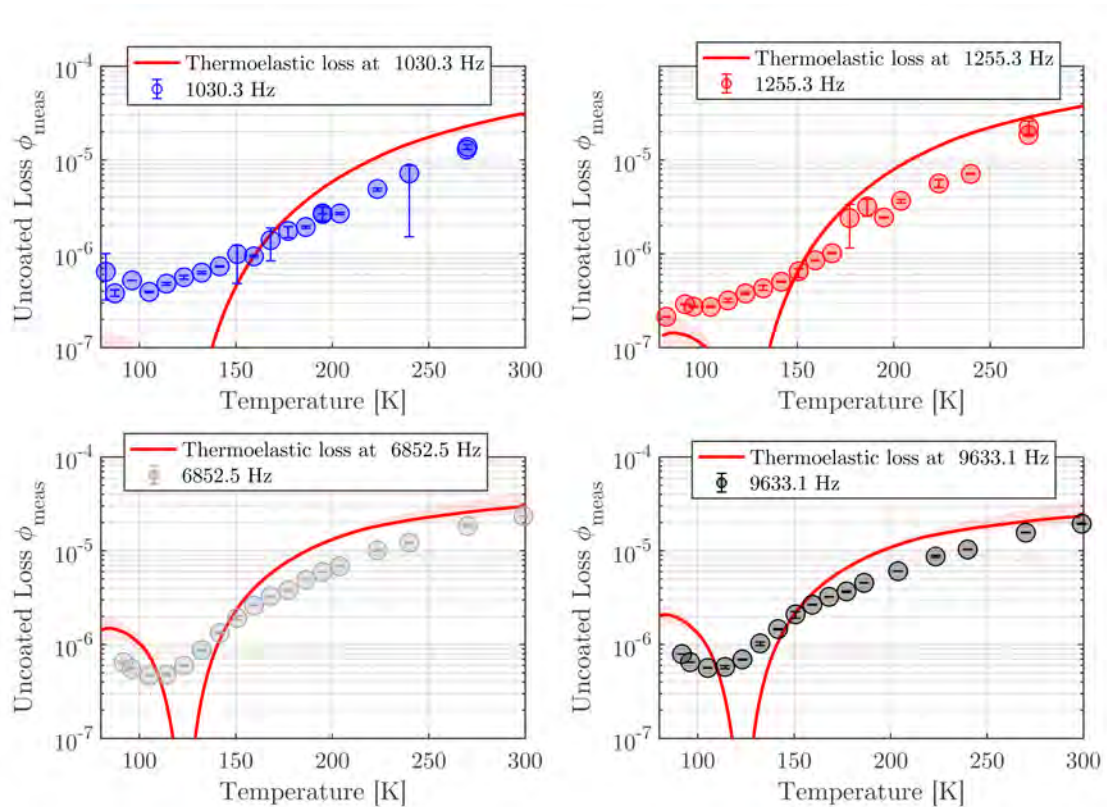 Thermoelastic loss at 1030.3 Hz
1030.3 Hz
10^-4
10^-5
10^-6
10^-7
Uncoated Loss ϕ_meas
100 150 200 250 300
Temperature [K]
Thermoelastic loss at 1255.3 Hz
1255.3 Hz
10^-4
10^-5
10^-6
10^-7
Uncoated Loss ϕ_meas
100 150 200 250
Temperature [K]
Thermoelastic loss at 6852.5 Hz
6852.5 Hz
10^-4
10^-5
10^-6
10^-7
Uncoated Loss ϕ_meas
100 150 200 250 300
Temperature [K]
Thermoelastic loss at 9633.1 Hz
9633.1 Hz
10^-4
10^-5
10^-6
10^-7
Uncoated Loss ϕ_meas
100 150 200 250 300
Temperature [K]